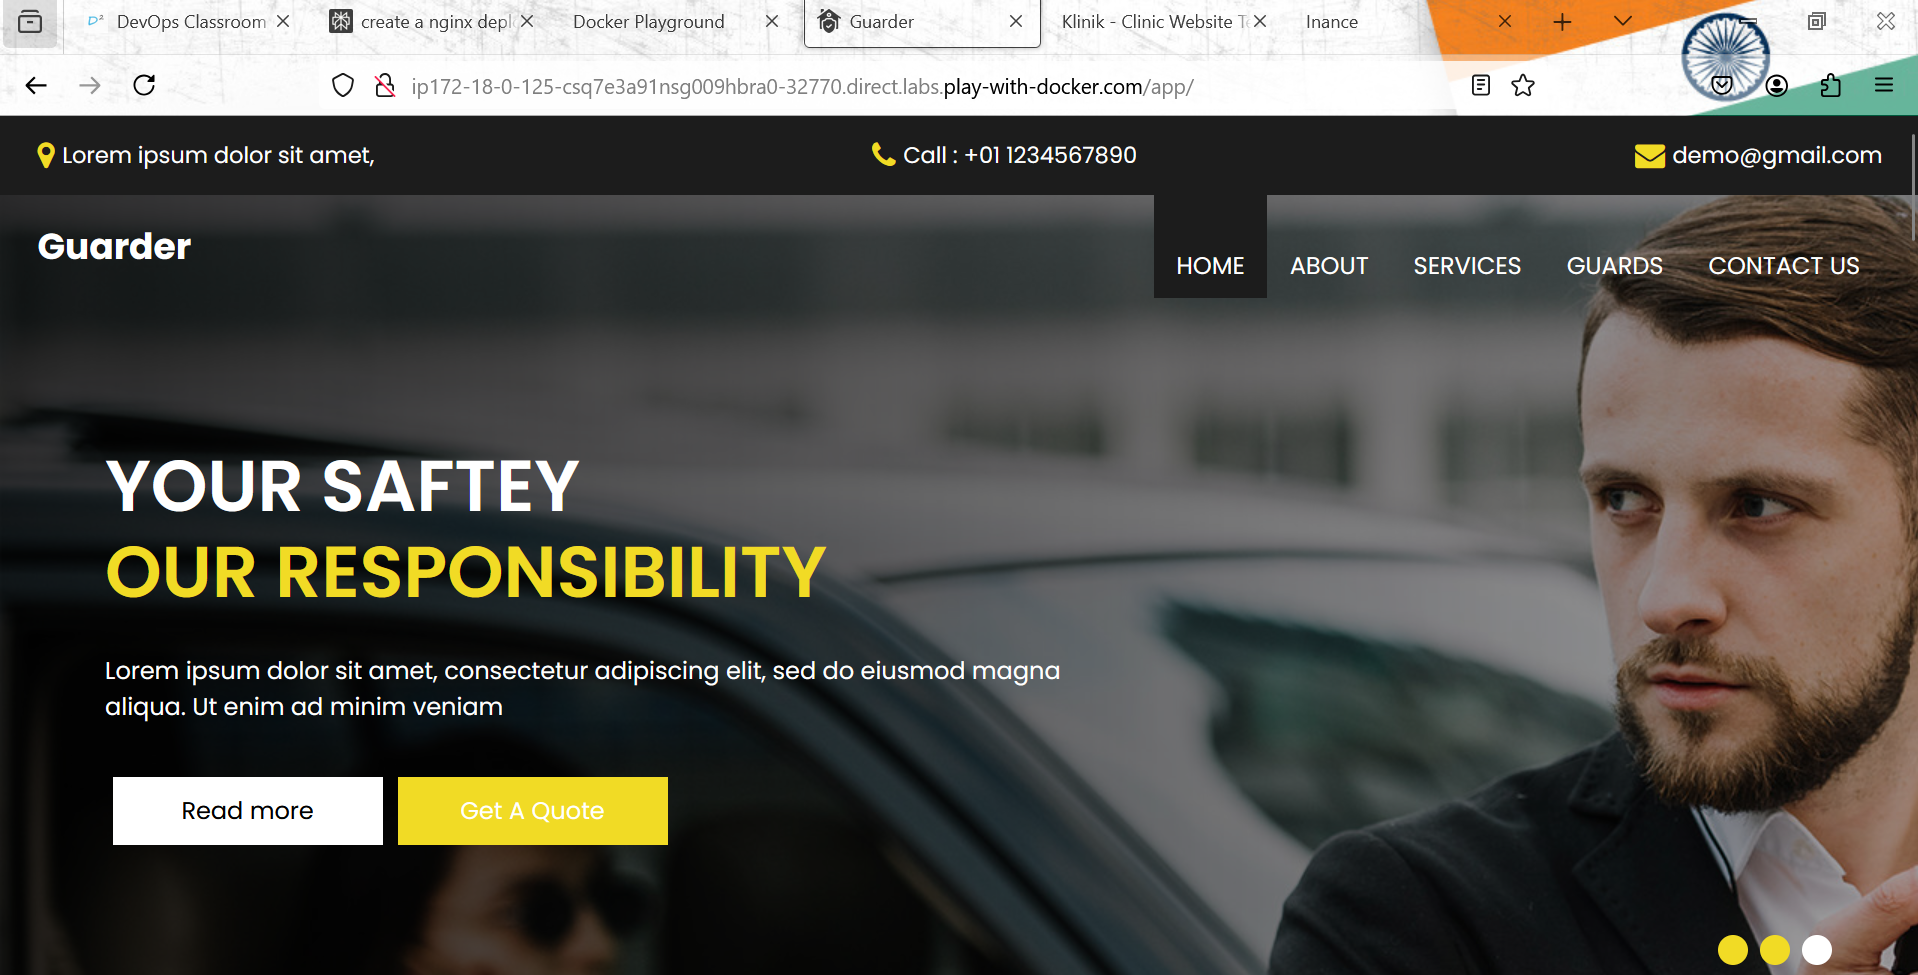 DevOps Classroom
create a nginx depl
Docker Playground
Guarder
Klinik - Clinic Website T
Inance
ip172-18-0-125-csq7e3a91nsg009hbra0-32770.direct.labs.play-with-docker.com/app/
Lorem ipsum dolor sit amet,
Call : +01 1234567890
demo@gmail.com
Guarder
HOME
ABOUT
SERVICES
GUARDS
CONTACT US
YOUR SAFTEY
OUR RESPONSIBILITY
Lorem ipsum dolor sit amet, consectetur adipiscing elit, sed do eiusmod magna
aliqua. Ut enim ad minim veniam
Read more
Get A Quote